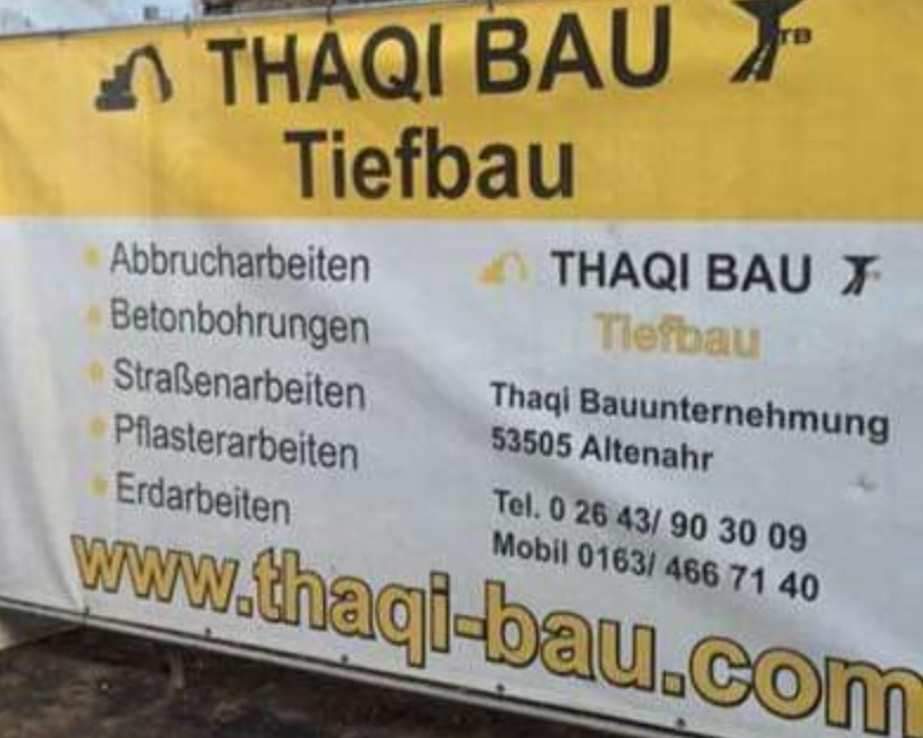 THAQI BAU
TB
Tiefbau
Abbrucharbeiten
Betonbohrungen
Straßenarbeiten
Pflasterarbeiten
Erdarbeiten
THAQI BAU
Tiefbau
Thaqi Bauunternehmung
53505 Altenahr
Tel. 0 26 43/ 90 30 09
Mobil 0163/ 466 71 40
www.thaqi-bau.com